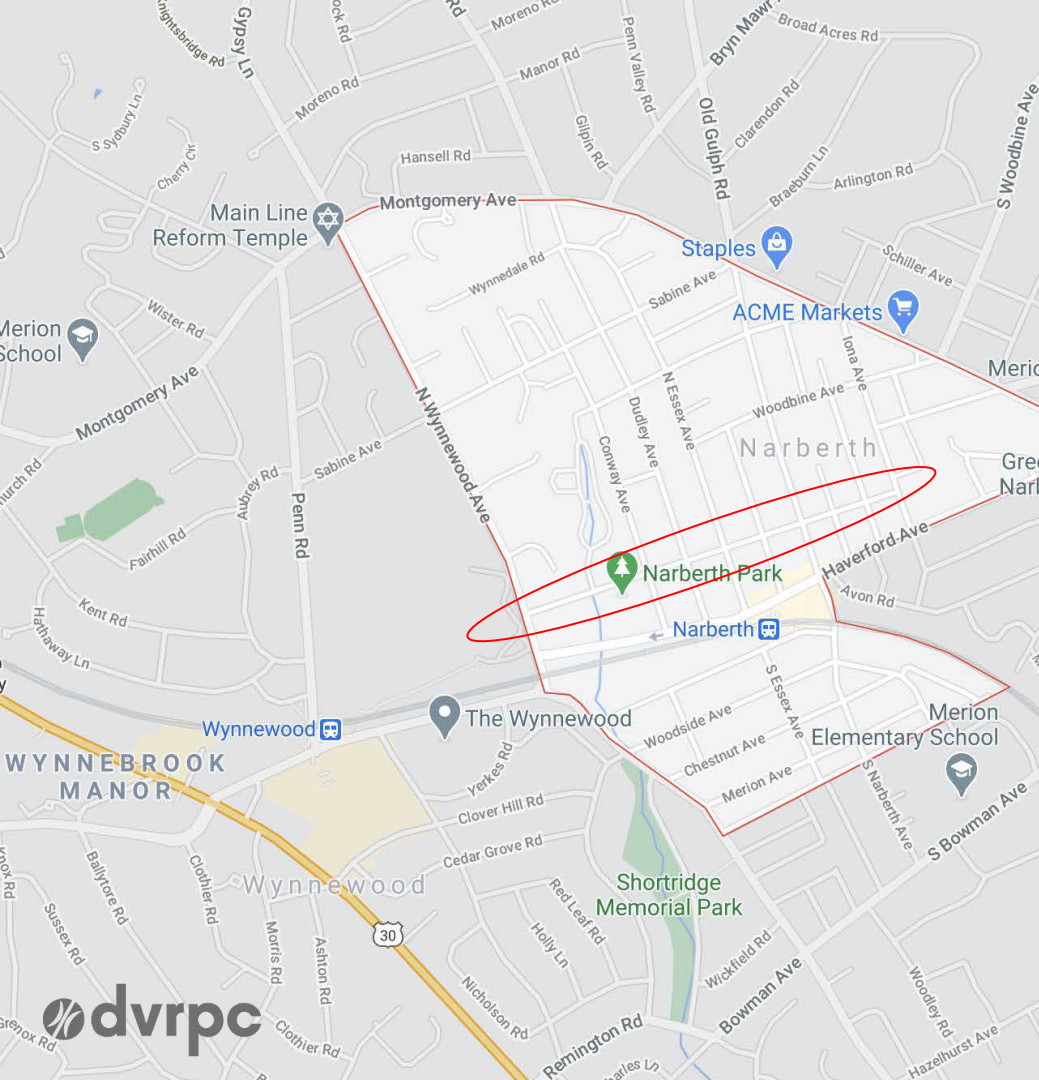 Knightsbridge Rd
Gypsy Ln
Moreno Rd
Broad Acres Rd
Bryn Mawr
Rd
Penn Valley Rd
Manor Rd
Moreno Rd
S Sydbury Ln
Cherry Cir
Gilpin Rd
Old Gulph Rd
Clarendon Rd
S Woodbine Ave
Hansell Rd
Braeburn Ln
Arlington Rd
Montgomery Ave
Main Line
Reform Temple
Staples
Schiller Ave
Wynnedale Rd
Sabine Ave
ACME Markets
Wister Rd
Merion
School
Iona Ave
Montgomery Ave
N Wynnewood Ave
N Essex Ave
Woodbine Ave
Dudley Ave
Conway Ave
Narberth
Sabine Ave
Aubrey Rd
Penn Rd
Fairhill Rd
Haverford Ave
Narberth Park
Avon Rd
Kent Rd
Hathaway Ln
Narberth
S Essex Ave
Woodside Ave
Chestnut Ave
Merion Ave
Merion
Elementary School
The Wynnewood
Wynnewood
WYNNEBROOK
MANOR
Yerkes Rd
Clover Hill Rd
Cedar Grove Rd
S Narberth Ave
S Bowman Ave
Knox Rd
Ballytore Rd
Clothier Rd
Wynnewood
Shortridge
Memorial Park
Sussex Rd
Morris Rd
Ashton Rd
30
Red Leaf Rd
Holly Ln
Wickfield Rd
Bowman Ave
Woodley Rd
Nicholson Rd
dvrpc
Clothier Rd
Remington Rd
Hazelhurst Ave